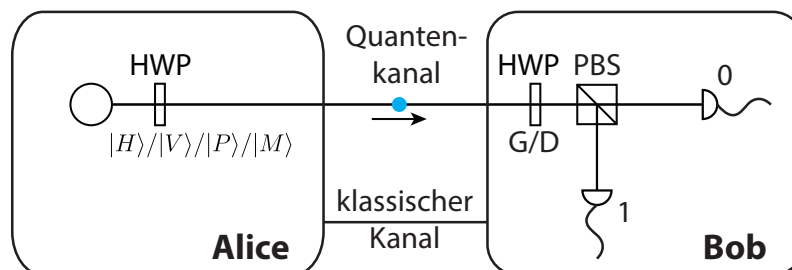 HWP
|H⟩/|V⟩/|P⟩/|M⟩
Alice
Quanten-
kanal
klassischer
Kanal
HWP
PBS
G/D
0
1
Bob